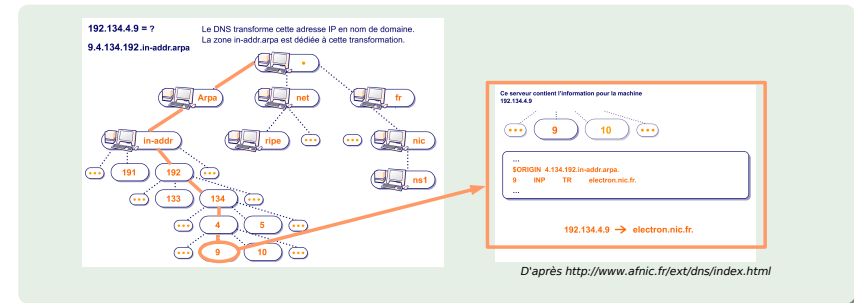 192.134.4.9 = ?
Le DNS transforme cette adresse IP en nom de domaine.
La zone in-addr.arpa est dédiée à cette transformation.
9.4.134.192.in-addr.arpa
•
Arpa
net
fr
in-addr
ripe
•••
•••
nic
•••
191
192
•••
ns1
•••
133
134
•••
•••
4
5
•••
•••
9
10
•••
Ce serveur contient l'information pour la machine
192.134.4.9
•••
9
10
•••
...
$ORIGIN 4.134.192.in-addr.arpa.
9 INP TR electron.nic.fr.
...
192.134.4.9 → electron.nic.fr.
D'après http://www.afnic.fr/ext/dns/index.html